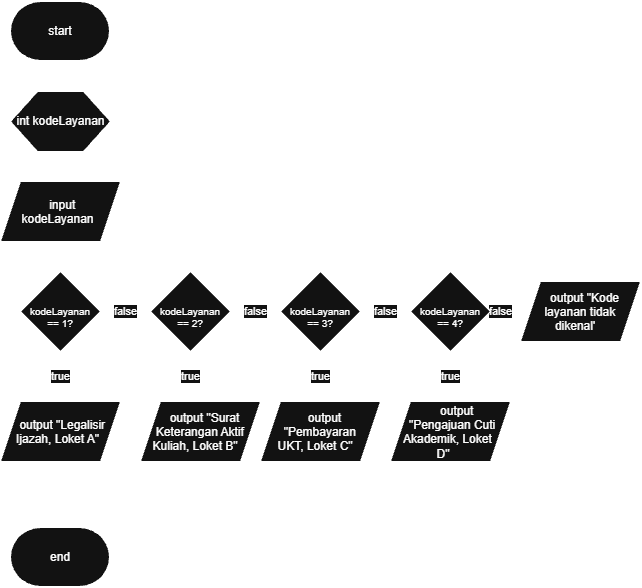 start
int kodeLayanan
input
kodeLayanan
kodeLayanan
== 1?
false
kodeLayanan
== 2?
false
kodeLayanan
== 3?
false
kodeLayanan
== 4?
false
output "Kode
layanan tidak
dikenal'
true
true
true
true
output "Legalisir
Ijazah, Loket A"
output "Surat
Keterangan Aktif
Kuliah, Loket B"
output
"Pembayaran
UKT, Loket C"
output
"Pengajuan Cuti
Akademik, Loket
D"
end